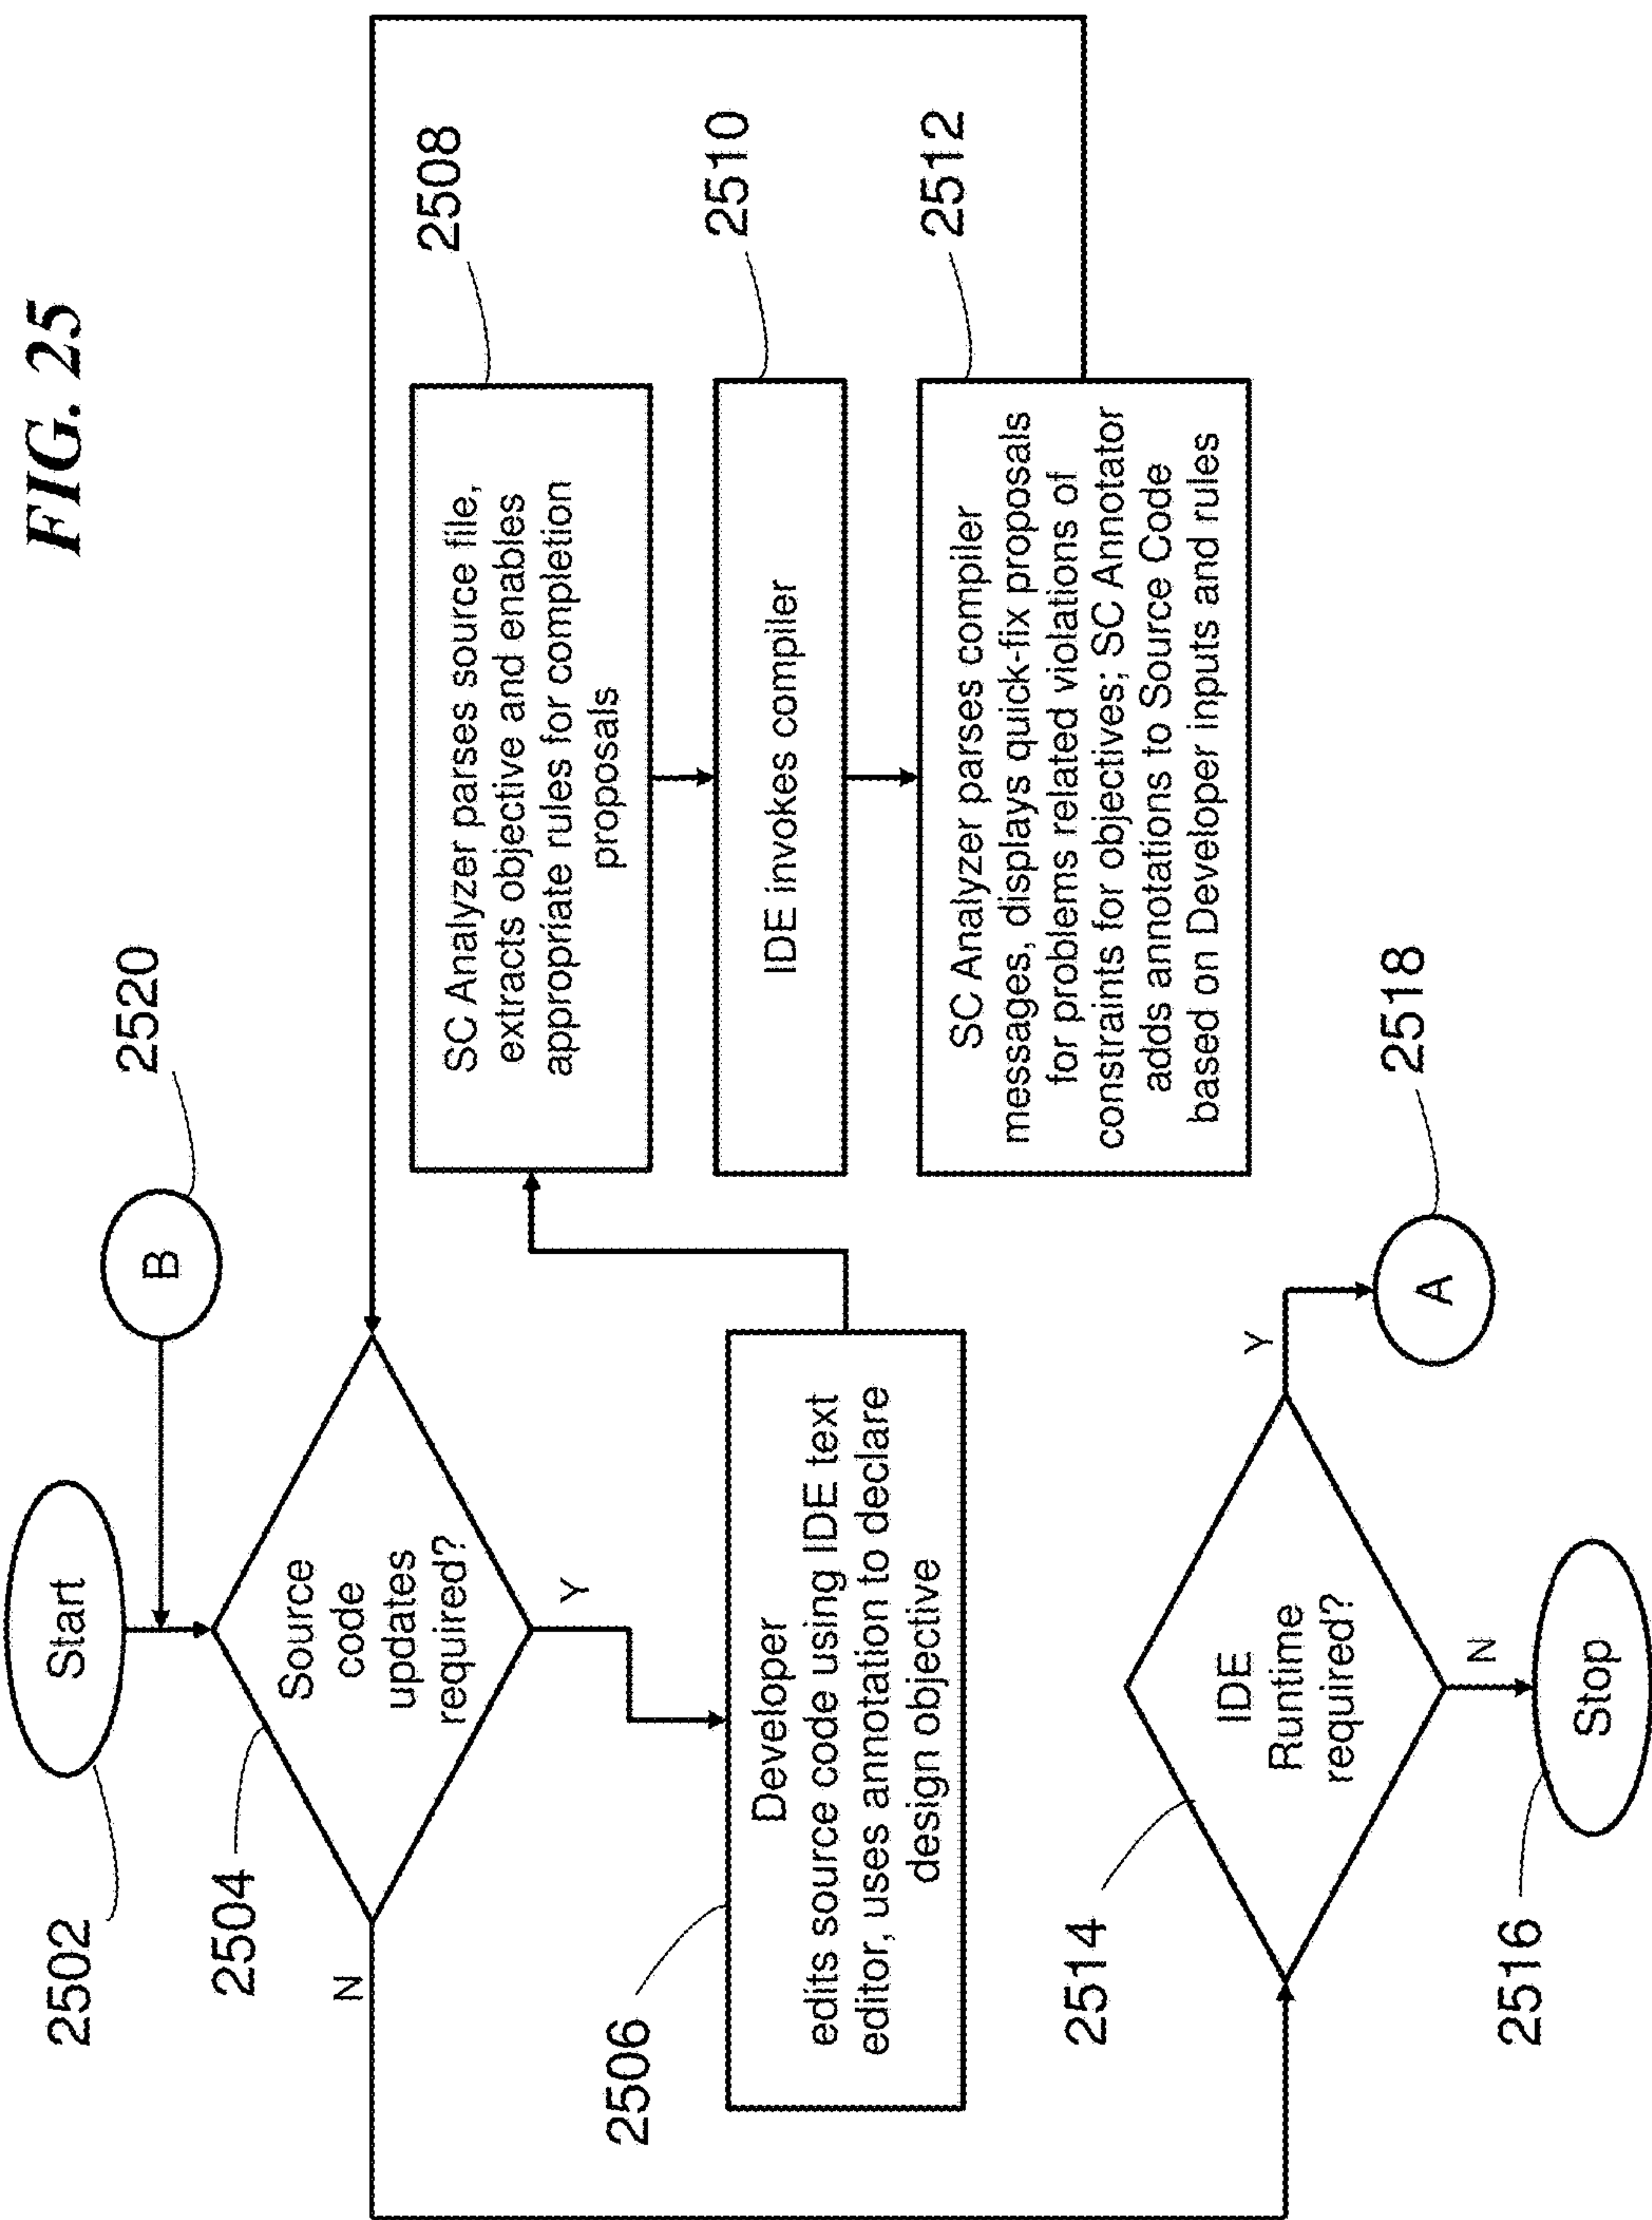 FIG. 25
2502
Start
2520
B
2504
Source
code
updates
required?
N
Y
2506
Developer
edits source code using IDE text
editor, uses annotation to declare
design objective
2508
SC Analyzer parses source file,
extracts objective and enables
appropriate rules for completion
proposals
2510
IDE invokes compiler
2512
SC Analyzer parses compiler
messages, displays quick-fix proposals
for problems related violations of
constraints for objectives; SC Annotator
adds annotations to Source Code
based on Developer inputs and rules
2514
IDE
Runtime
required?
Y
N
2518
A
2516
Stop